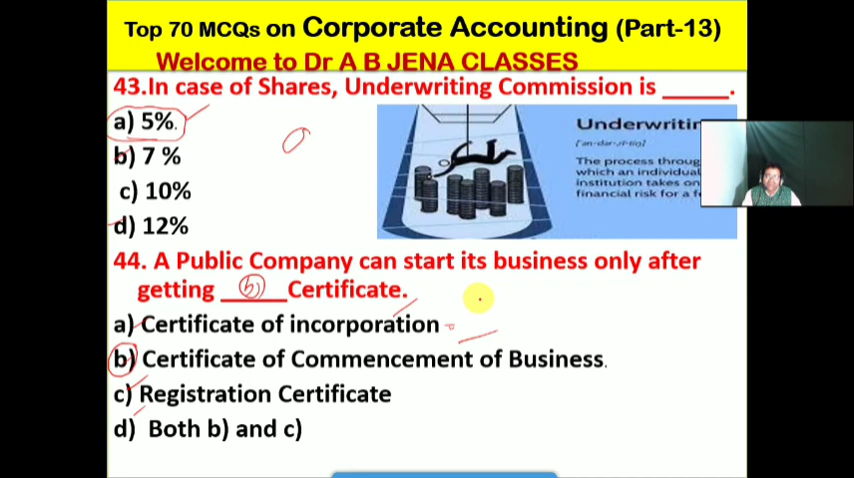 Top 70 MCQs on Corporate Accounting (Part-13)
Welcome to Dr A B JENA CLASSES
43.In case of Shares, Underwriting Commission is ______.
a) 5%.
b) 7 %
c) 10%
d) 12%
Underwritin
The process throug
which an individual
institution takes on
financial risk for a f
44. A Public Company can start its business only after
getting __b)__ Certificate.
a) Certificate of incorporation
b) Certificate of Commencement of Business.
c) Registration Certificate
d) Both b) and c)